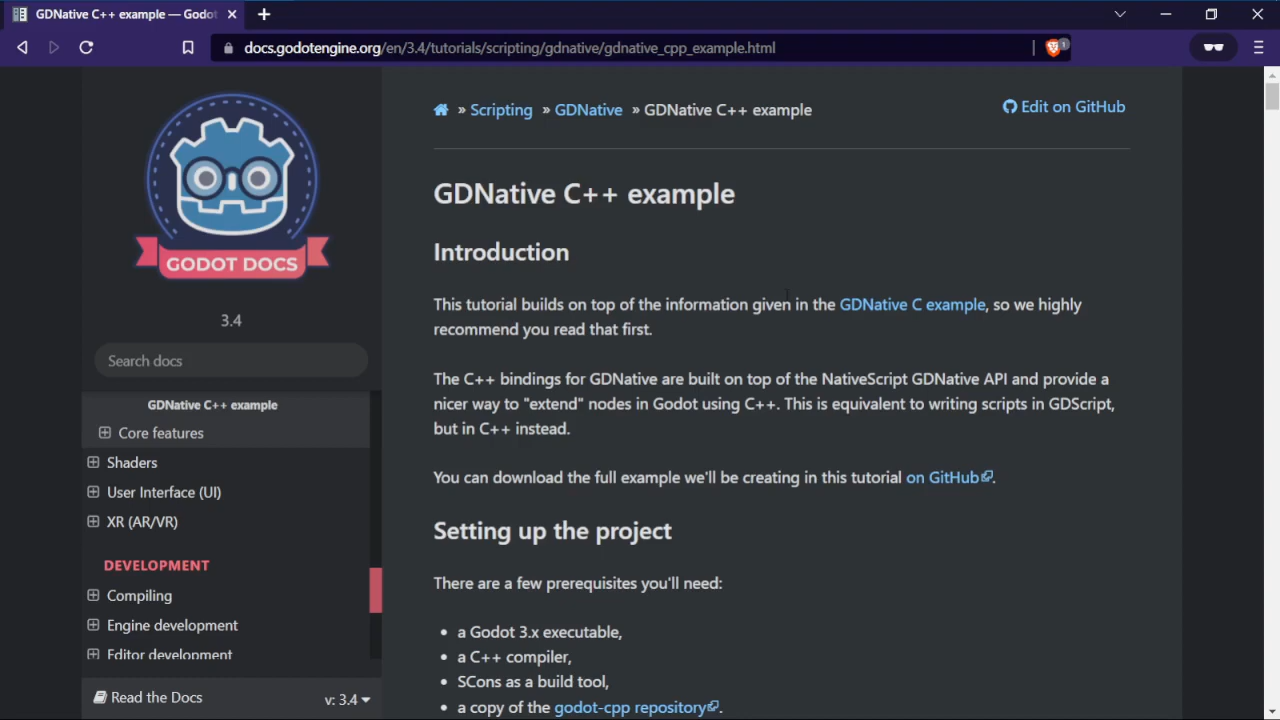 GDNative C++ example — Godot
docs.godotengine.org/en/3.4/tutorials/scripting/gdnative/gdnative_cpp_example.html
1
GODOT DOCS
3.4
Search docs
GDNative C++ example
Core features
Shaders
User Interface (UI)
XR (AR/VR)
DEVELOPMENT
Compiling
Engine development
Editor development
Read the Docs
v: 3.4
» Scripting » GDNative » GDNative C++ example
Edit on GitHub
GDNative C++ example
Introduction
This tutorial builds on top of the information given in the GDNative C example, so we highly
recommend you read that first.
The C++ bindings for GDNative are built on top of the NativeScript GDNative API and provide a
nicer way to "extend" nodes in Godot using C++. This is equivalent to writing scripts in GDScript,
but in C++ instead.
You can download the full example we'll be creating in this tutorial on GitHub.
Setting up the project
There are a few prerequisites you'll need:
• a Godot 3.x executable,
• a C++ compiler,
• SCons as a build tool,
• a copy of the godot-cpp repository.